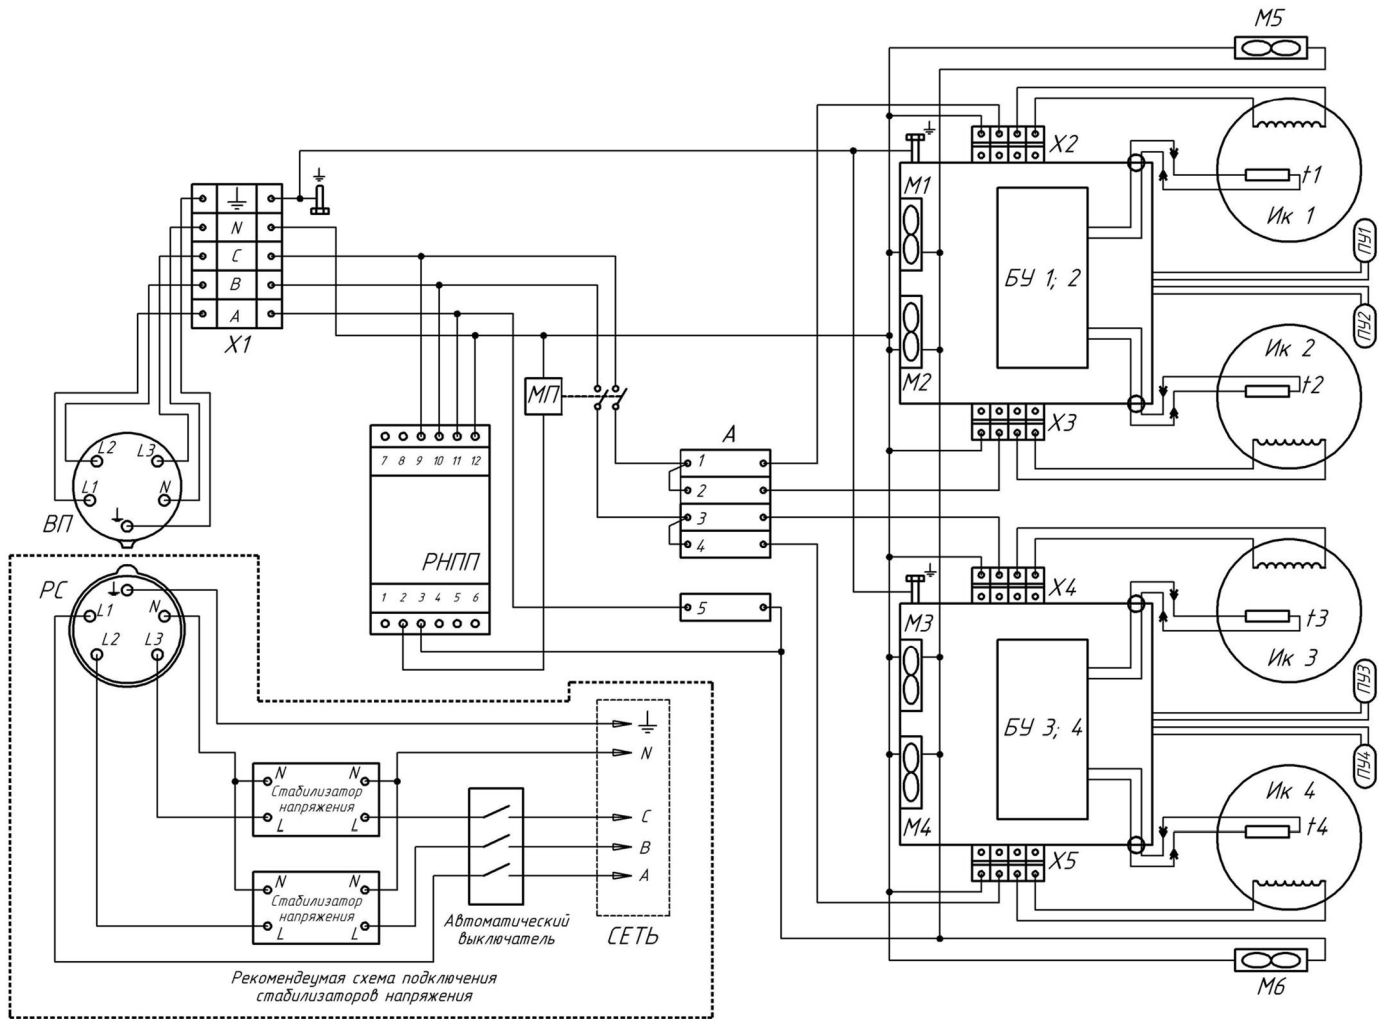 M5
X2
t1
Ик 1
M1
ПУ1
N
C
B
A
X1
БУ 1; 2
ПУ2
M2
Ик 2
t2
МП
X3
A
7 8 9 10 11 12
1
2
3
4
L2 L3
L1 N
ВП
РНПП
1 2 3 4 5 6
5
РС
L1 N
L2 L3
X4
M3
t3
Ик 3
ПУ3
БУ 3; 4
ПУ4
M4
Ик 4
t4
X5
N
N N
Стабилизатор
напряжения
L L
C
B
A
N N
Стабилизатор
напряжения
L L
Автоматический
выключатель
СЕТЬ
Рекомендеумая схема подключения
стабилизаторов напряжения
M6